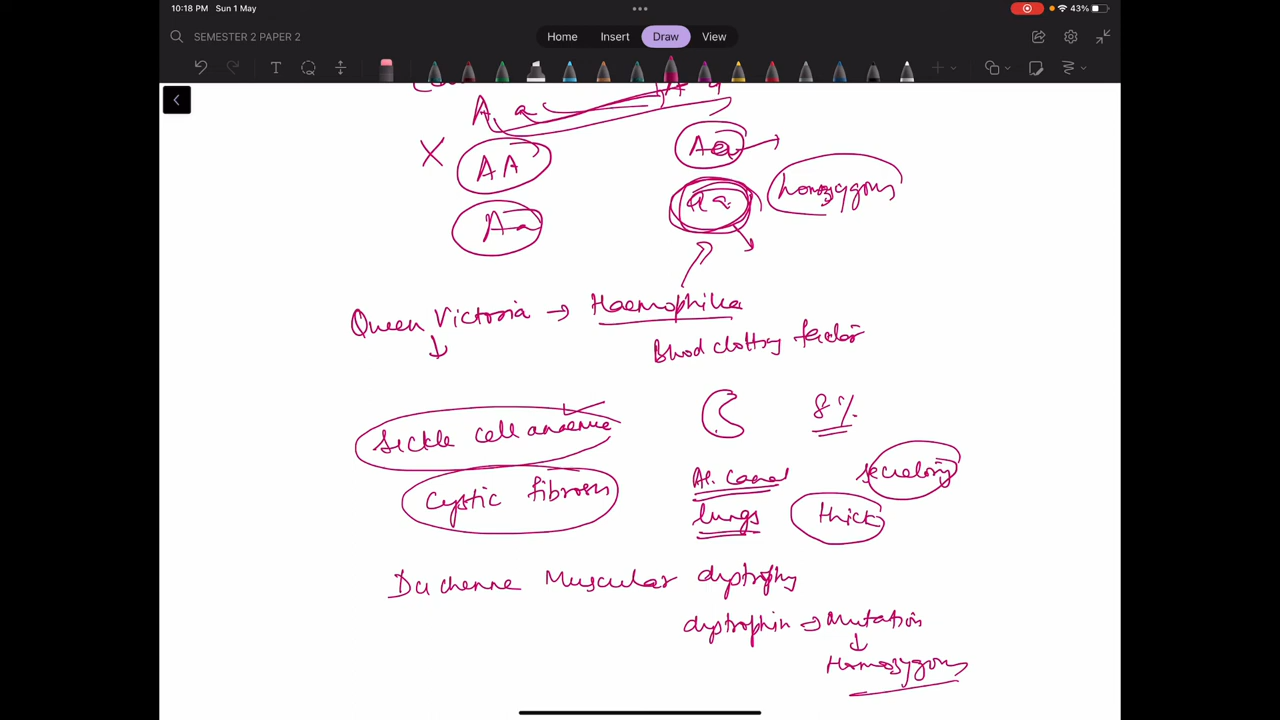 10:18 PM Sun 1 May
43%
SEMESTER 2 PAPER 2
Home Insert Draw View
T
A a
X AA Aa
aa homozygous
Aa
Queen Victoria → Haemophilia
↓
Blood clotting factor
Sickle cell anaemia 8%
Al. Canal secretory
Cystic fibrosis
lungs thick
Duchenne Muscular dystrophy
dystrophin → Mutation
↓
Homozygous